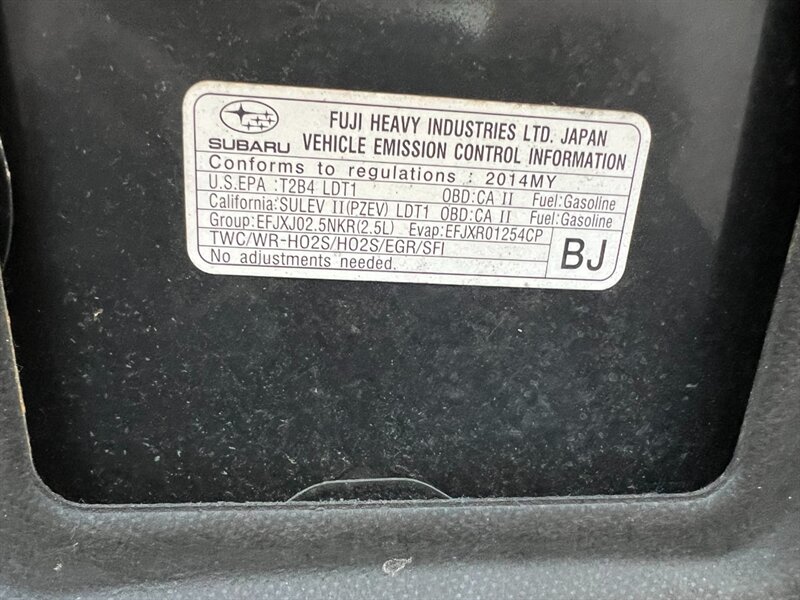 SUBARU
FUJI HEAVY INDUSTRIES LTD. JAPAN
VEHICLE EMISSION CONTROL INFORMATION
Conforms to regulations : 2014MY
U.S.EPA :T2B4 LDT1 OBD:CA II Fuel:Gasoline
California:SULEV II(PZEV) LDT1 OBD:CA II Fuel:Gasoline
Group:EFJXJ02.5NKR(2.5L) Evap:EFJXR01254CP
TWC/WR-HO2S/HO2S/EGR/SFI
No adjustments needed.
BJ